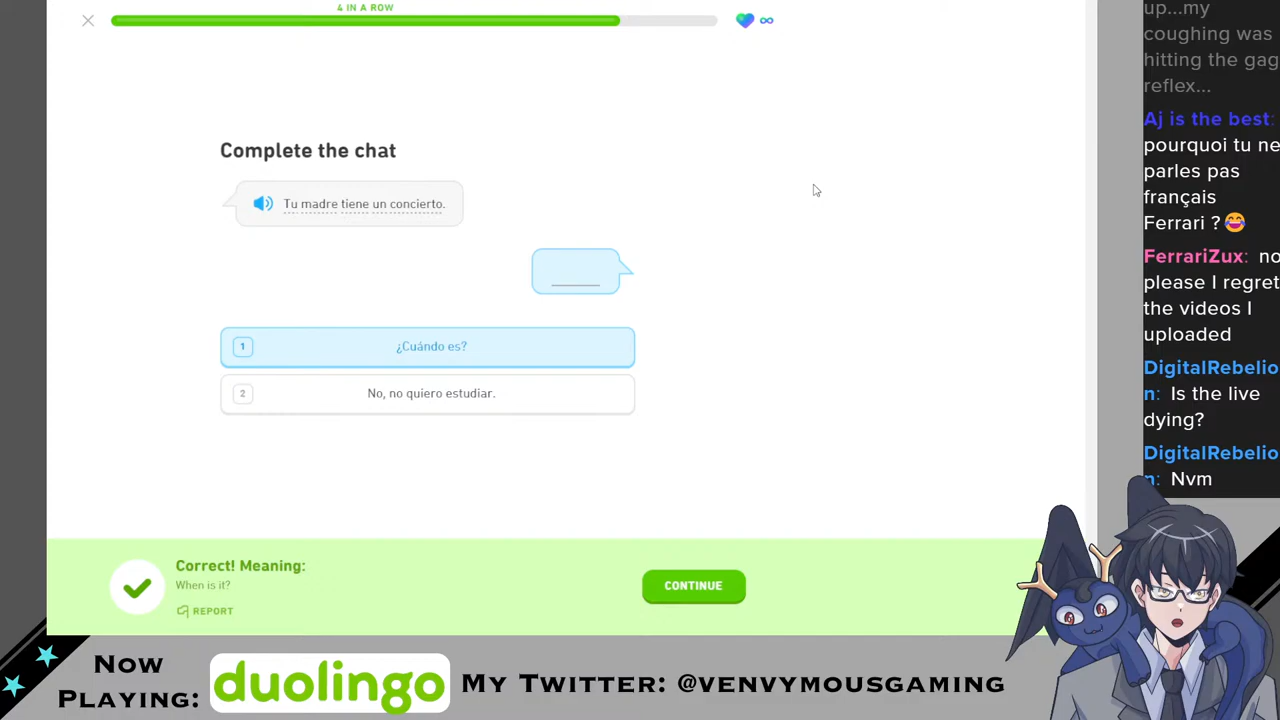 4 IN A ROW
Complete the chat
Tu madre tiene un concierto.
1 ¿Cuándo es?
2 No, no quiero estudiar.
Correct! Meaning:
When is it?
REPORT
CONTINUE
up...my
coughing was
hitting the gag
reflex...
Aj is the best:
pourquoi tu ne
parles pas
français
Ferrari ?😂
FerrariZux: no
please I regret
the videos I
uploaded
DigitalRebelio
n: Is the live
dying?
DigitalRebelio
n: Nvm
Now
Playing:
duolingo
My Twitter: @venvymousgaming